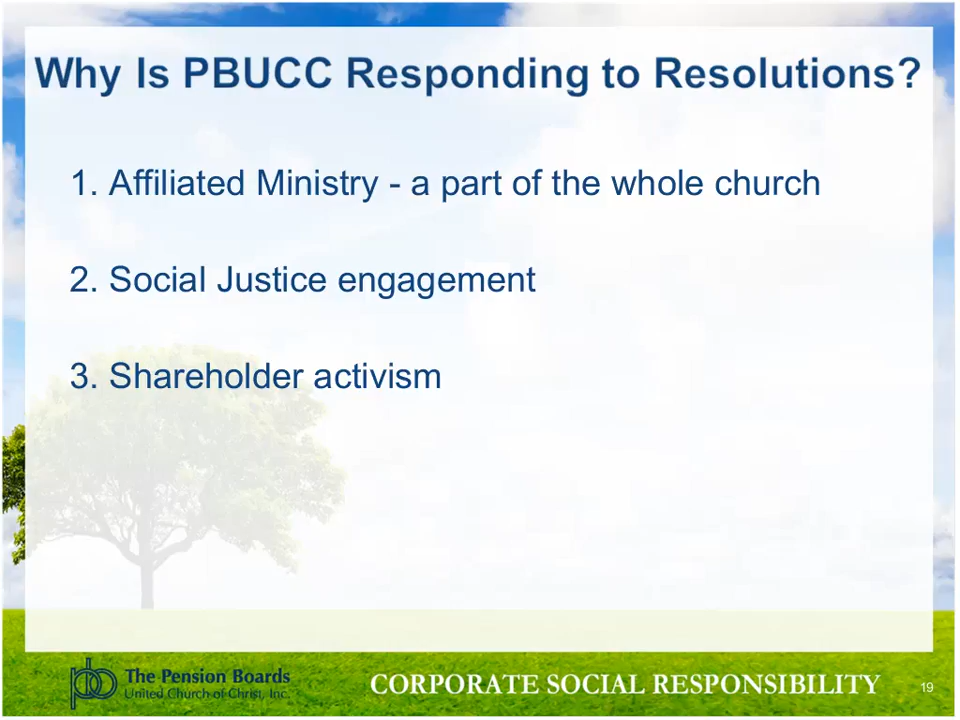 Why Is PBUCC Responding to Resolutions?
1. Affiliated Ministry - a part of the whole church
2. Social Justice engagement
3. Shareholder activism
pb
The Pension Boards
United Church of Christ, Inc.
CORPORATE SOCIAL RESPONSIBILITY
19